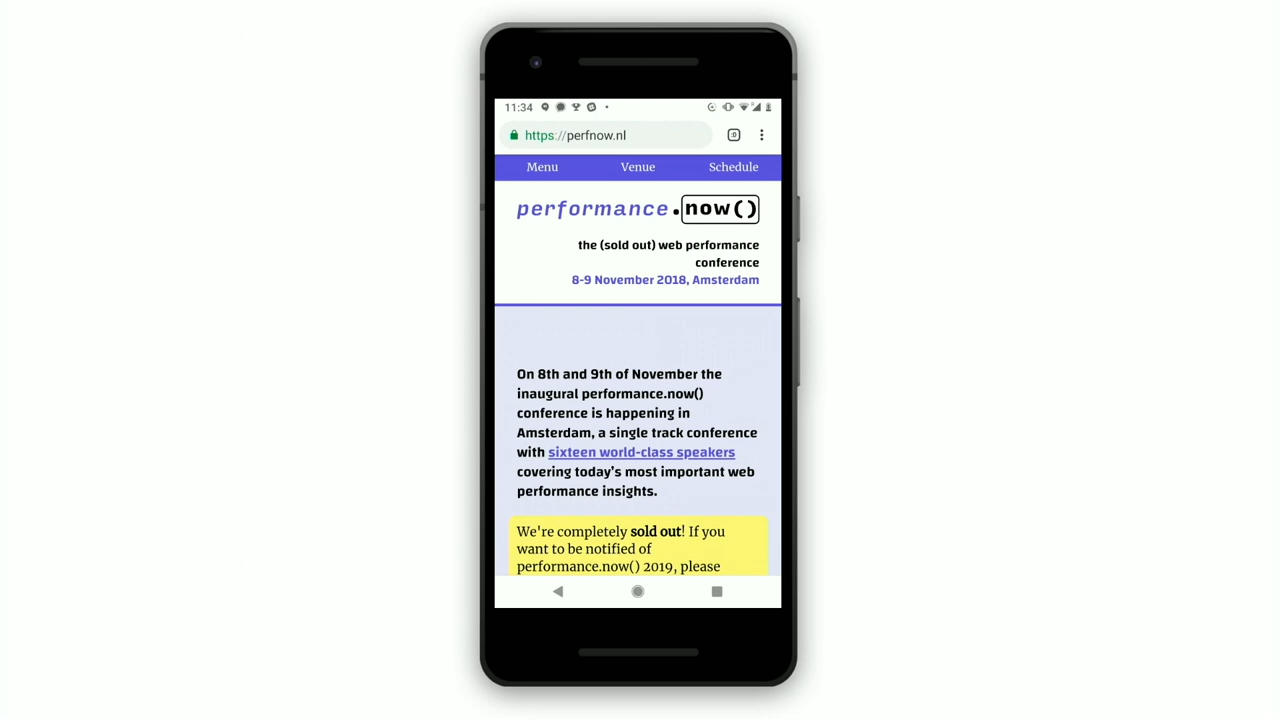 11:34
https://perfnow.nl
Menu Venue Schedule
performance.now()
the (sold out) web performance
conference
8-9 November 2018, Amsterdam
On 8th and 9th of November the
inaugural performance.now()
conference is happening in
Amsterdam, a single track conference
with sixteen world-class speakers
covering today’s most important web
performance insights.
We're completely sold out! If you
want to be notified of
performance.now() 2019, please